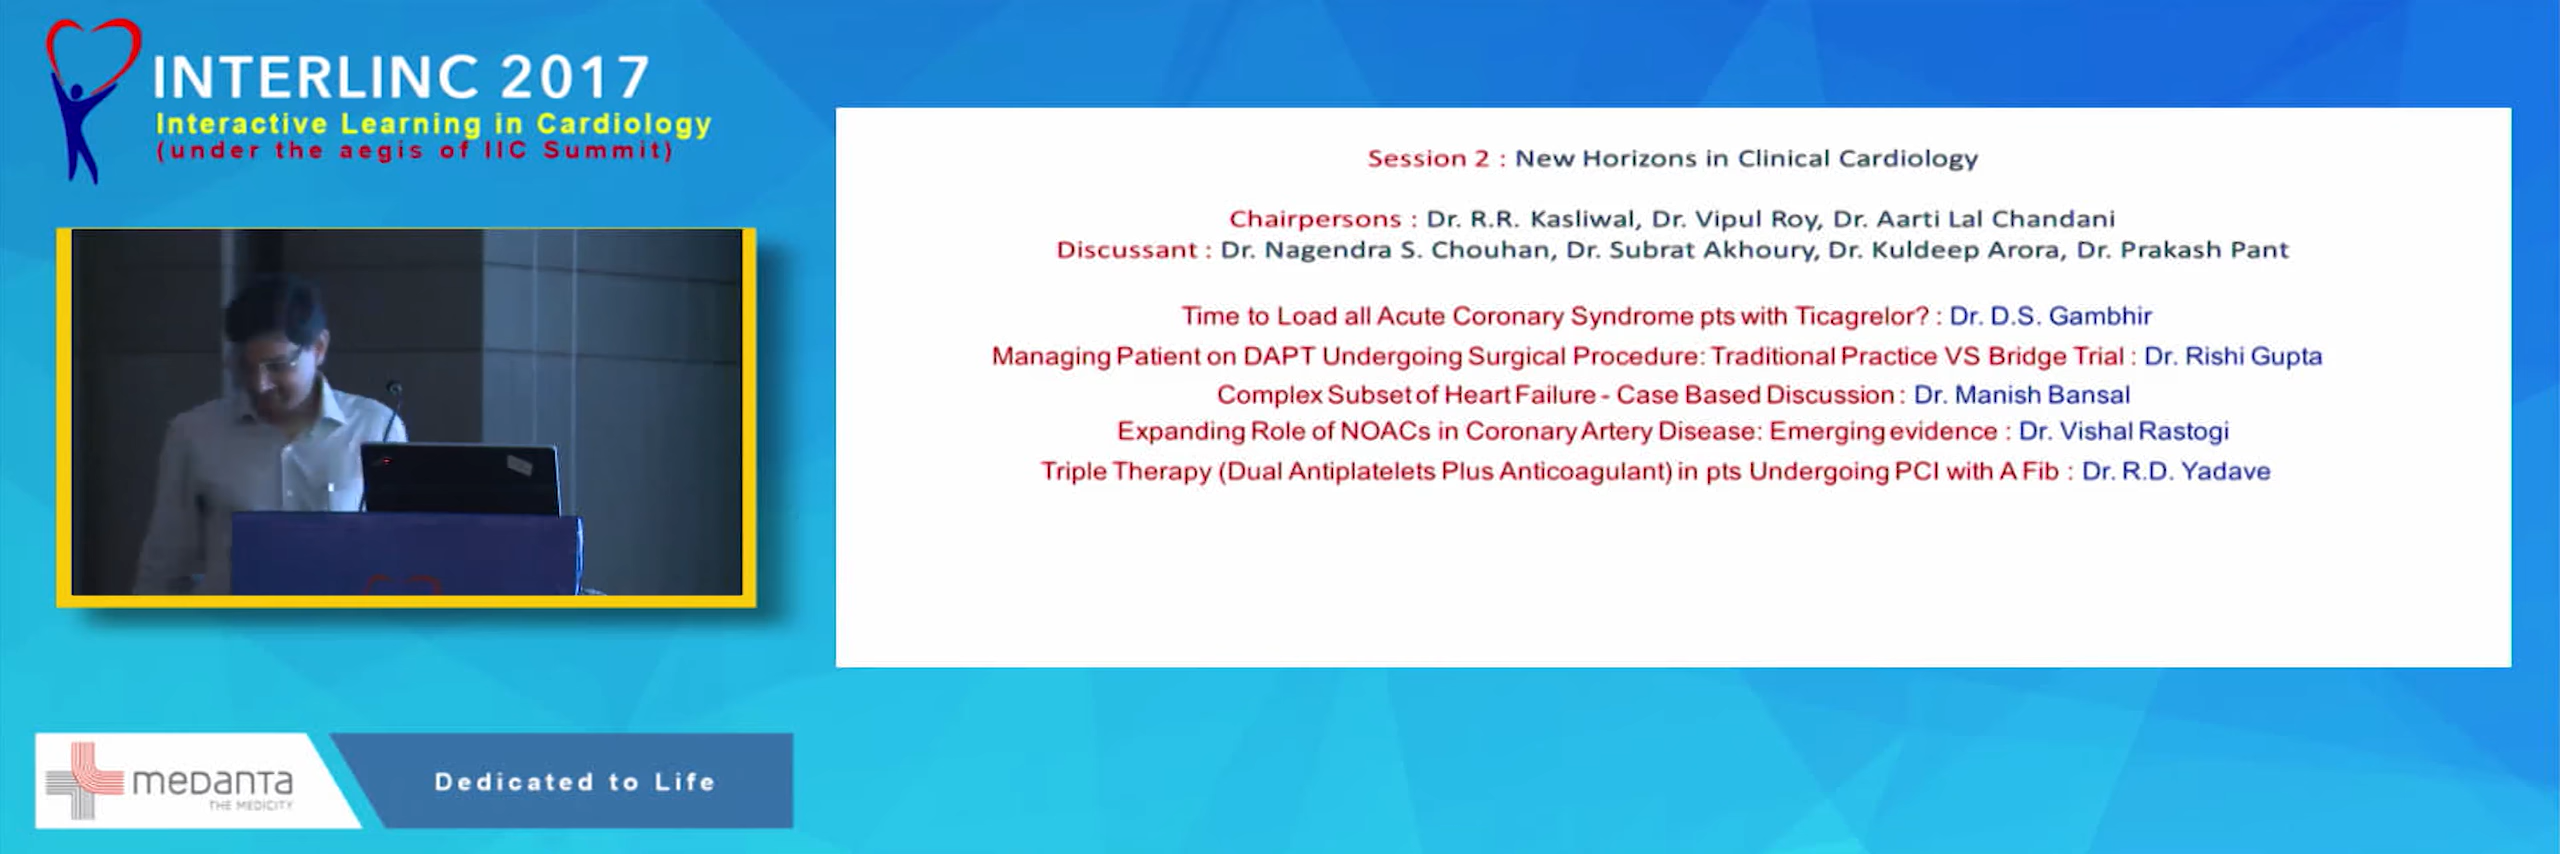 INTERLINC 2017
Interactive Learning in Cardiology
(under the aegis of IIC Summit)
Session 2 : New Horizons in Clinical Cardiology
Chairpersons : Dr. R.R. Kasliwal, Dr. Vipul Roy, Dr. Aarti Lal Chandani
Discussant : Dr. Nagendra S. Chouhan, Dr. Subrat Akhoury, Dr. Kuldeep Arora, Dr. Prakash Pant
Time to Load all Acute Coronary Syndrome pts with Ticagrelor? : Dr. D.S. Gambhir
Managing Patient on DAPT Undergoing Surgical Procedure: Traditional Practice VS Bridge Trial : Dr. Rishi Gupta
Complex Subset of Heart Failure - Case Based Discussion : Dr. Manish Bansal
Expanding Role of NOACs in Coronary Artery Disease: Emerging evidence : Dr. Vishal Rastogi
Triple Therapy (Dual Antiplatelets Plus Anticoagulant) in pts Undergoing PCI with A Fib : Dr. R.D. Yadave
meDanTa
THE MEDICITY
Dedicated to Life